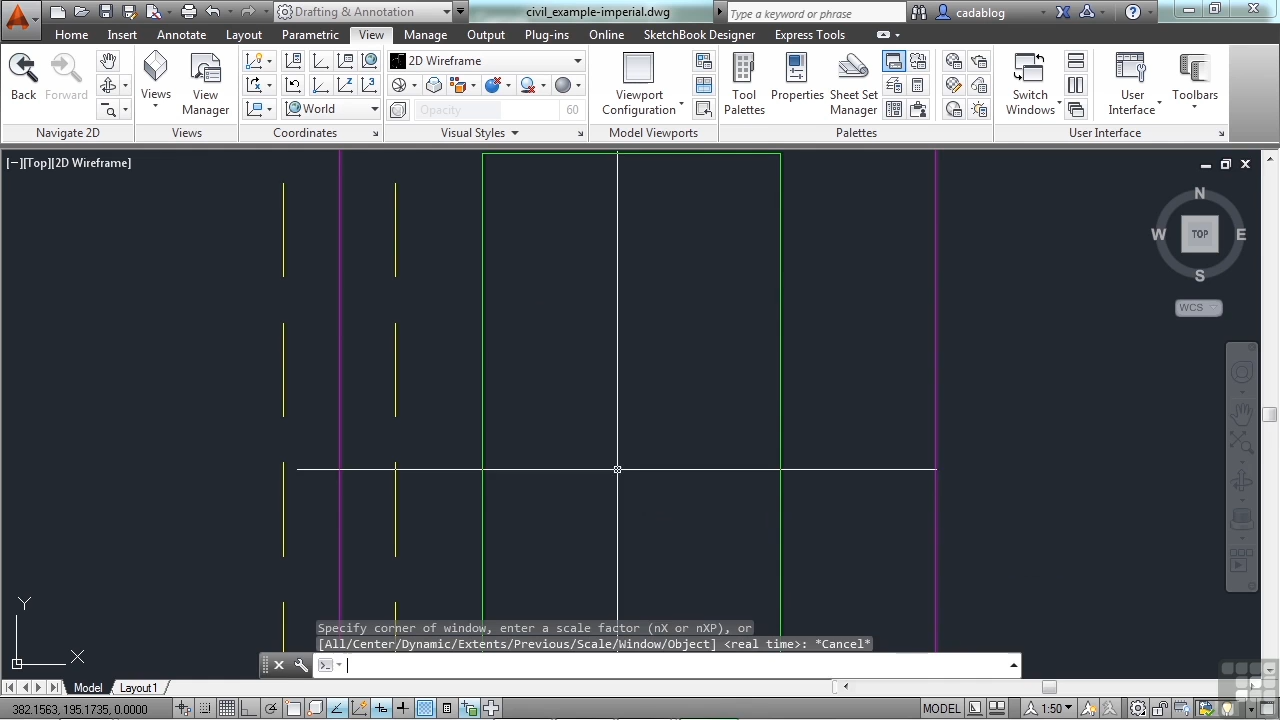 Drafting & Annotation
civil_example-imperial.dwg
Type a keyword or phrase
cadablog
Home Insert Annotate Layout Parametric View Manage Output Plug-ins Online SketchBook Designer Express Tools
Back
Forward
Navigate 2D
Views
View
Manager
Views
World
Coordinates
2D Wireframe
Opacity
60
Visual Styles
Viewport
Configuration
Model Viewports
Tool
Palettes
Properties
Sheet Set
Manager
Palettes
Switch
Windows
User
Interface
Toolbars
User Interface
[−][Top][2D Wireframe]
N
W
TOP
E
S
WCS
Y
X
Specify corner of window, enter a scale factor (nX or nXP), or
[All/Center/Dynamic/Extents/Previous/Scale/Window/Object] <real time>: *Cancel*
Model
Layout1
382.1563, 195.1735, 0.0000
MODEL
1:50